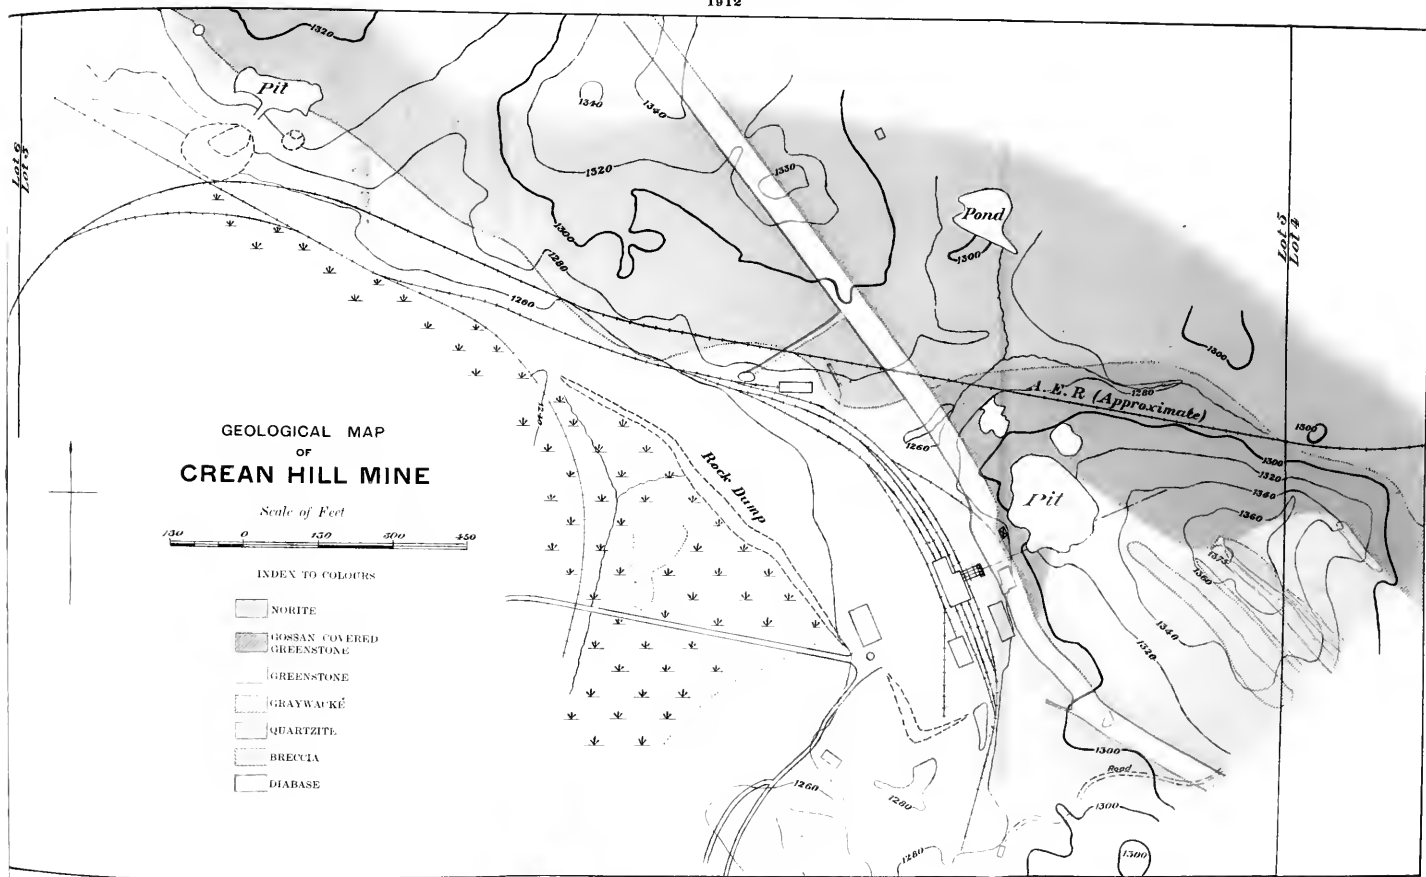 1912
1320
Pit
1340
1340
Lot 6
Lot 5
1320
1330
Pond
1300
1280
1300
Lot 5
Lot 4
1260
1300
A.E.R (Approximate)
1280
1300
1240
1260
1300
1320
1360
Rock Dump
Pit
1360
1375
1360
GEOLOGICAL MAP
OF
CREAN HILL MINE
Scale of Feet
150 0 150 300 450
INDEX TO COLOURS
NORITE
GOSSAN COVERED
GREENSTONE
GREENSTONE
GRAYWACKÉ
QUARTZITE
BRECCIA
DIABASE
1340
1320
1300
Road
1260
1280
1300
1280
1300